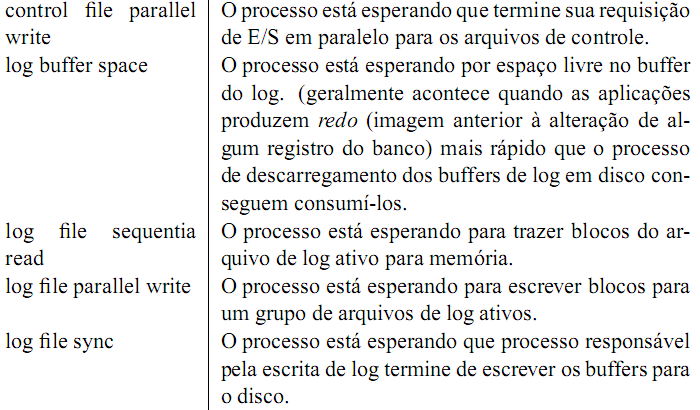 control file parallel write
O processo está esperando que termine sua requisição
de E/S em paralelo para os arquivos de controle.
log buffer space
O processo está esperando por espaço livre no buffer
do log. (geralmente acontece quando as aplicações
produzem redo (imagem anterior à alteração de al-
gum registro do banco) mais rápido que o processo
de descarregamento dos buffers de log em disco con-
seguem consumí-los.
log file sequentia
read
O processo está esperando para trazer blocos do ar-
quivo de log ativo para memória.
log file parallel write
O processo está esperando para escrever blocos para
um grupo de arquivos de log ativos.
log file sync
O processo está esperando que processo responsável
pela escrita de log termine de escrever os buffers para
o disco.